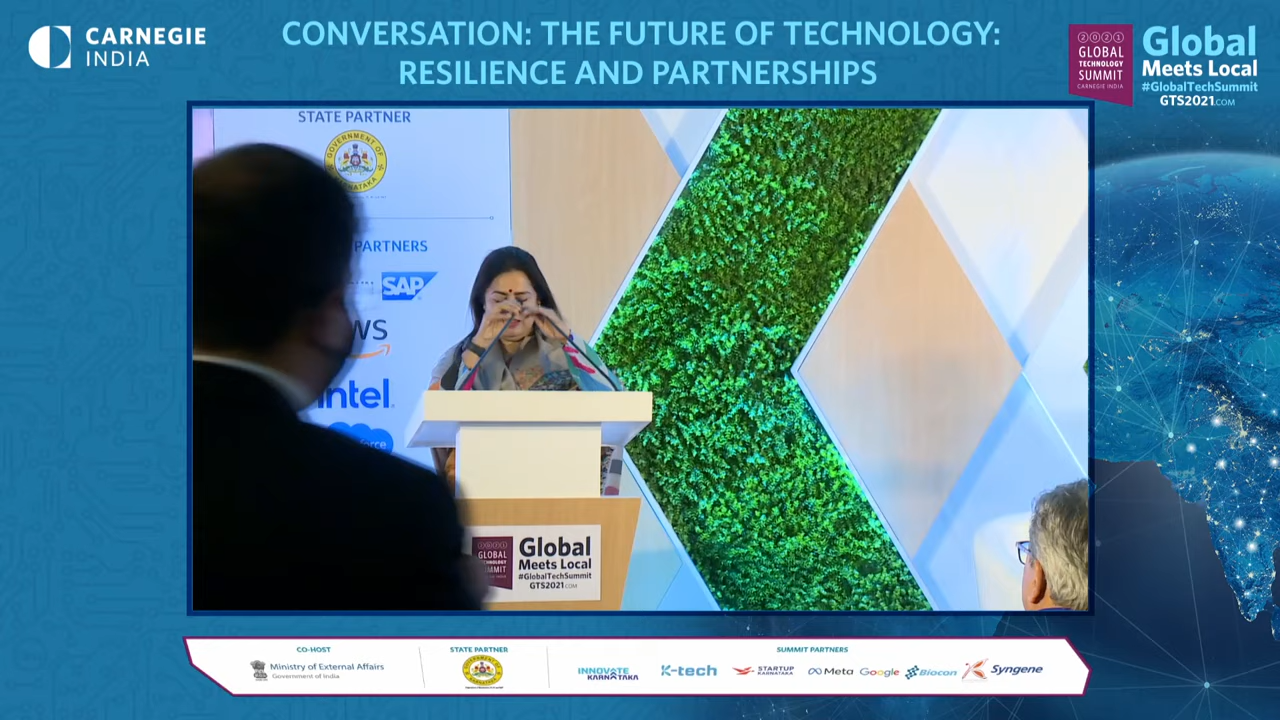 CARNEGIE
INDIA
CONVERSATION: THE FUTURE OF TECHNOLOGY:
RESILIENCE AND PARTNERSHIPS
2021
GLOBAL
TECHNOLOGY
SUMMIT
CARNEGIE INDIA
Global
Meets Local
#GlobalTechSummit
GTS2021.COM
STATE PARTNER
GOVERNMENT OF
PARTNERS
SAP
intel
Global
Meets Local
#GlobalTechSummit
GTS2021.COM
CO-HOST
Ministry of External Affairs
Government of India
STATE PARTNER
SUMMIT PARTNERS
INNOVATE
KARNATAKA
K-tech
STARTUP
KARNATAKA
Meta
Google
Biocon
Syngene